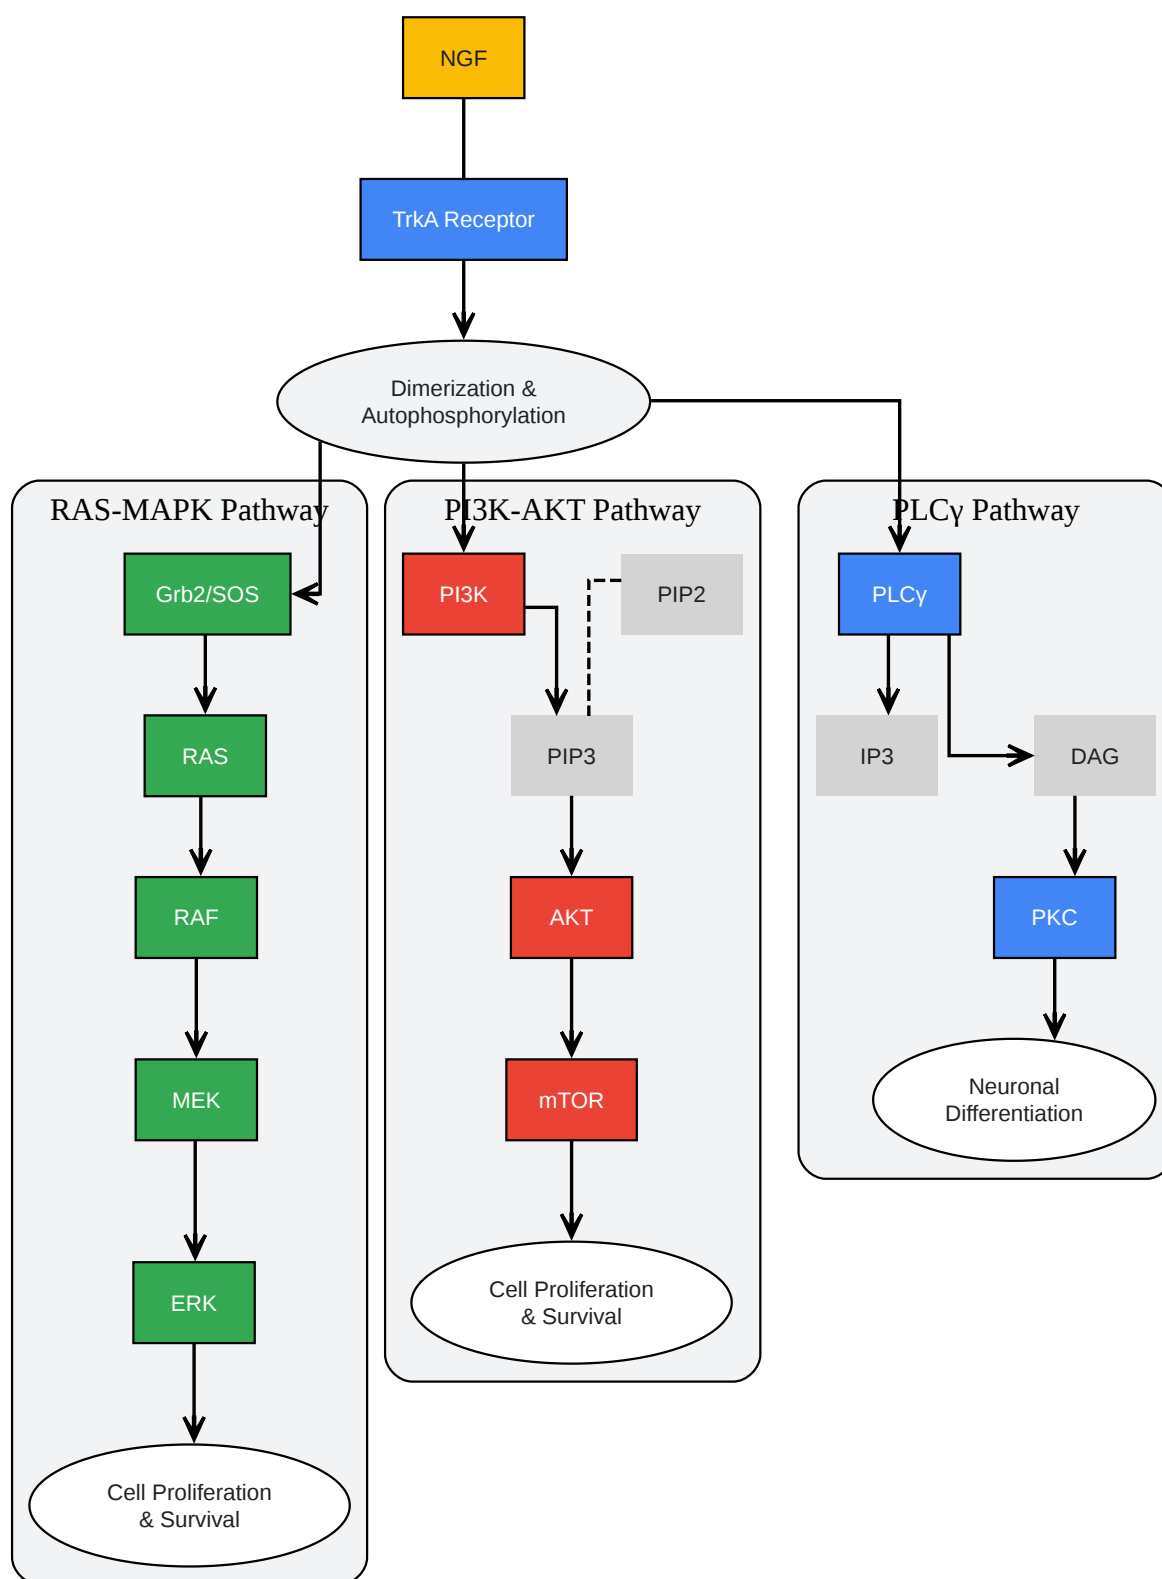 NGF
TrkA Receptor
Dimerization &
Autophosphorylation
RAS-MAPK Pathway
Grb2/SOS
RAS
RAF
MEK
ERK
Cell Proliferation
& Survival
PI3K-AKT Pathway
PI3K
PIP2
PIP3
AKT
mTOR
Cell Proliferation
& Survival
PLCγ Pathway
PLCγ
IP3
DAG
PKC
Neuronal
Differentiation